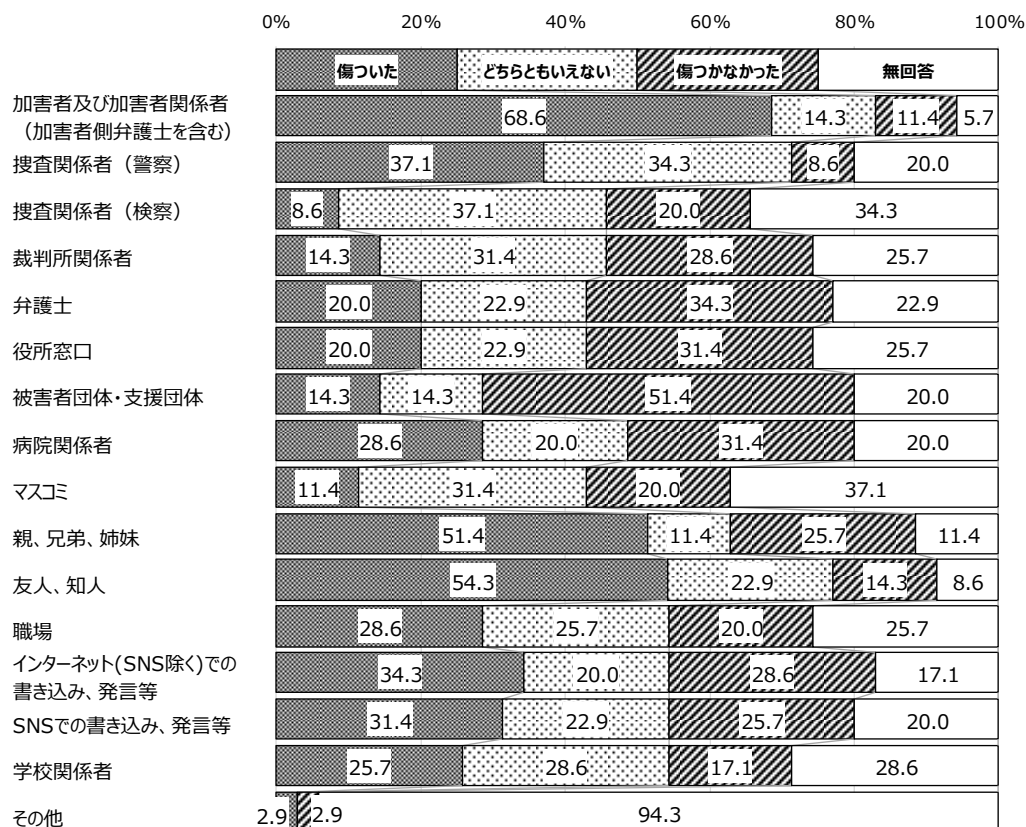 0% 20% 40% 60% 80% 100%
傷ついた どちらともいえない 傷つかなかった 無回答
加害者及び加害者関係者
（加害者側弁護士を含む）
68.6 14.3 11.4 5.7
捜査関係者（警察） 37.1 34.3 8.6 20.0
捜査関係者（検察） 8.6 37.1 20.0 34.3
裁判所関係者 14.3 31.4 28.6 25.7
弁護士 20.0 22.9 34.3 22.9
役所窓口 20.0 22.9 31.4 25.7
被害者団体・支援団体 14.3 14.3 51.4 20.0
病院関係者 28.6 20.0 31.4 20.0
マスコミ 11.4 31.4 20.0 37.1
親、兄弟、姉妹 51.4 11.4 25.7 11.4
友人、知人 54.3 22.9 14.3 8.6
職場 28.6 25.7 20.0 25.7
インターネット(SNS除く)での
書き込み、発言等
34.3 20.0 28.6 17.1
SNSでの書き込み、発言等 31.4 22.9 25.7 20.0
学校関係者 25.7 28.6 17.1 28.6
その他 2.9 2.9 94.3